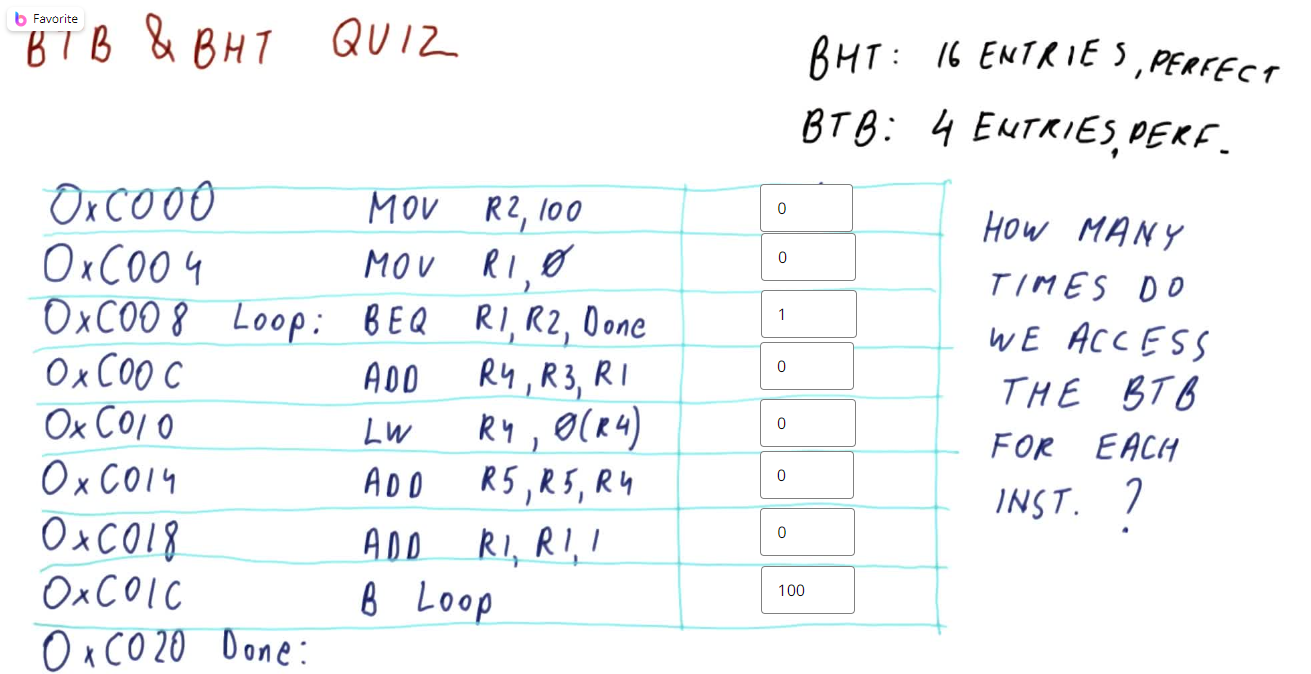 Favorite
BTB & BHT QUIZ
BHT: 16 ENTRIES, PERFECT
BTB: 4 ENTRIES, PERF.
0xC000 MOV R2, 100 0
0xC004 MOV R1, 0 0
0xC008 Loop: BEQ R1, R2, Done 1
0xC00C ADD R4, R3, R1 0
0xC010 LW R4, 0(R4) 0
0xC014 ADD R5, R5, R4 0
0xC018 ADD R1, R1, 1 0
0xC01C B Loop 100
0xC020 Done:
HOW MANY
TIMES DO
WE ACCESS
THE BTB
FOR EACH
INST. ?